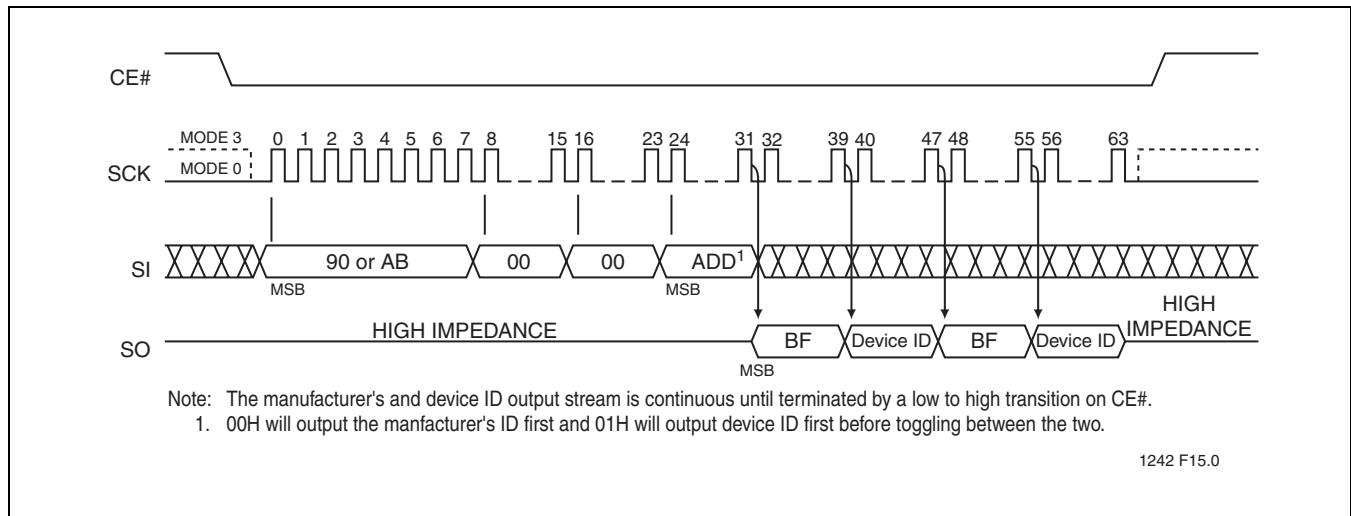 CE#
MODE 3 0 1 2 3 4 5 6 7 8 15 16 23 24 31 32 39 40 47 48 55 56 63
SCK MODE 0
SI 90 or AB 00 00 ADD1
MSB MSB
HIGH IMPEDANCE HIGH IMPEDANCE
SO BF Device ID BF Device ID
MSB
Note: The manufacturer's and device ID output stream is continuous until terminated by a low to high transition on CE#.
1. 00H will output the manfacturer's ID first and 01H will output device ID first before toggling between the two.
1242 F15.0